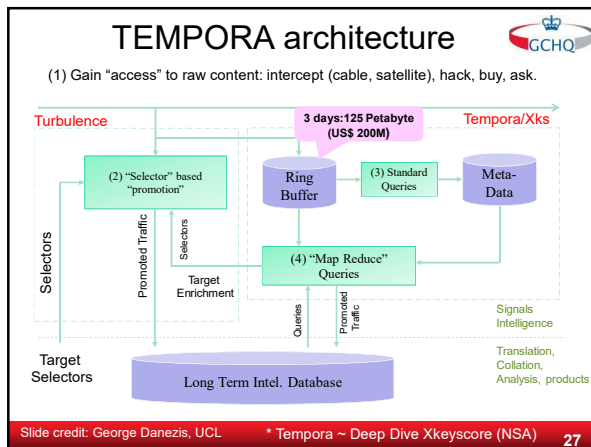 TEMPORA architecture
GCHQ
(1) Gain “access” to raw content: intercept (cable, satellite), hack, buy, ask.
Turbulence
3 days:125 Petabyte
(US$ 200M)
Tempora/Xks
(2) “Selector” based
“promotion”
Ring
Buffer
(3) Standard
Queries
Meta-
Data
Selectors
Promoted Traffic
Selectors
Target
Enrichment
(4) “Map Reduce”
Queries
Queries
Promoted
Traffic
Signals
Intelligence
Target
Selectors
Long Term Intel. Database
Translation,
Collation,
Analysis, products
Slide credit: George Danezis, UCL
* Tempora ~ Deep Dive Xkeyscore (NSA)
27